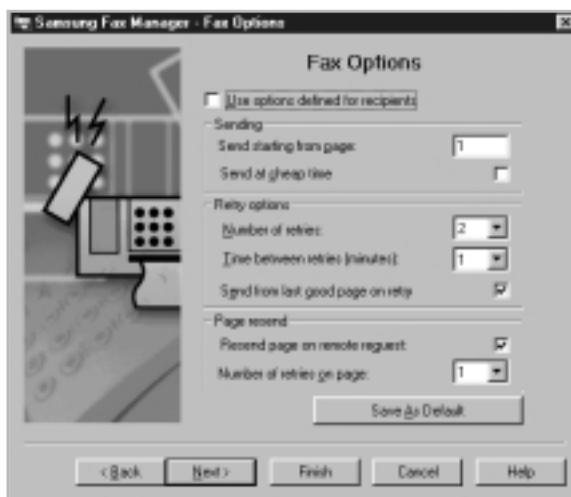 Samsung Fax Manager - Fax Options
Fax Options
Use options defined for recipients
Sending
Send starting from page: 1
Send at cheap time
Retry options
Number of retries: 2
Time between retries (minutes): 1
Send from last good page on retry
Page resend
Resend page on remote request:
Number of retries on page: 1
Save As Default
< Back Next > Finish Cancel Help